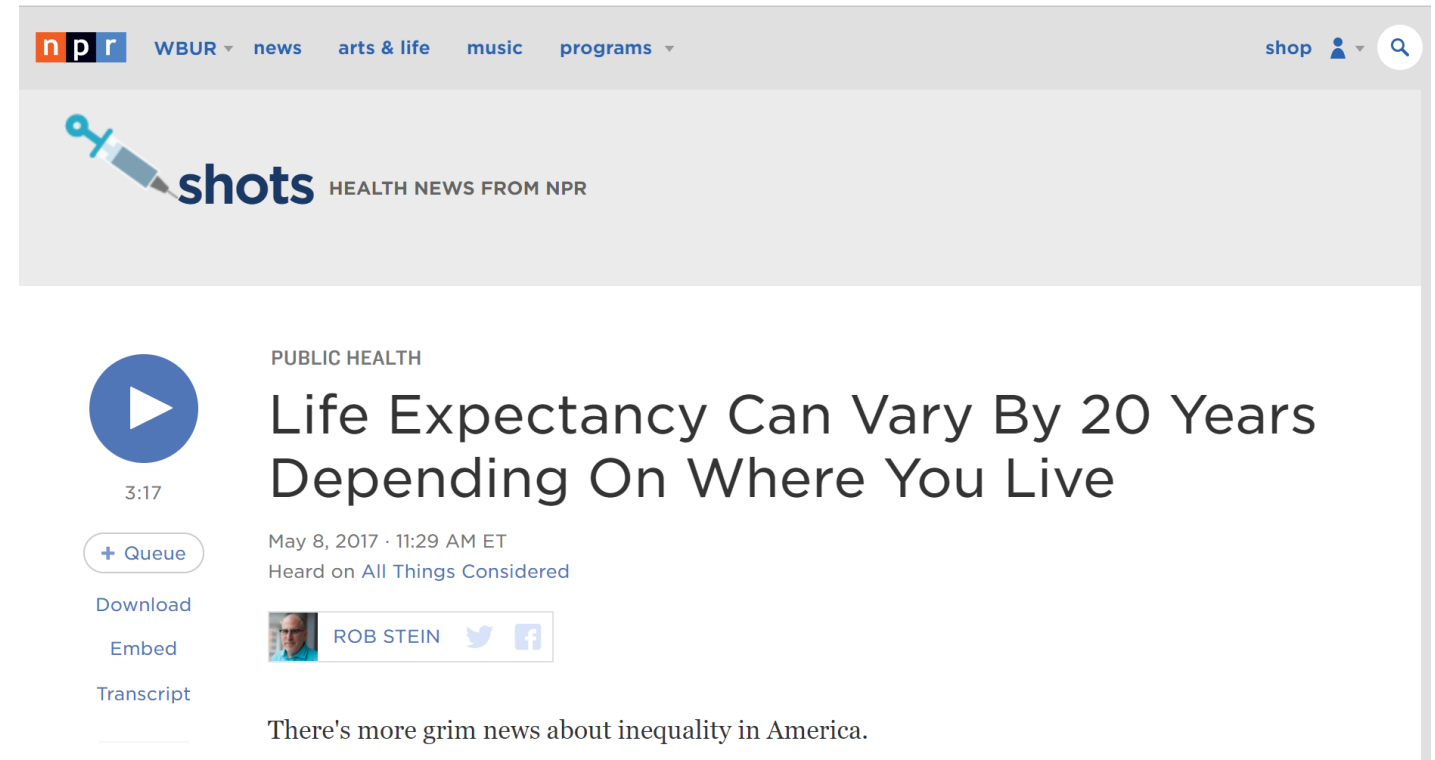 npr WBUR news arts & life music programs shop
shots HEALTH NEWS FROM NPR
PUBLIC HEALTH
Life Expectancy Can Vary By 20 Years
Depending On Where You Live
3:17
May 8, 2017 · 11:29 AM ET
+ Queue
Heard on All Things Considered
Download
ROB STEIN
Embed
Transcript
There's more grim news about inequality in America.